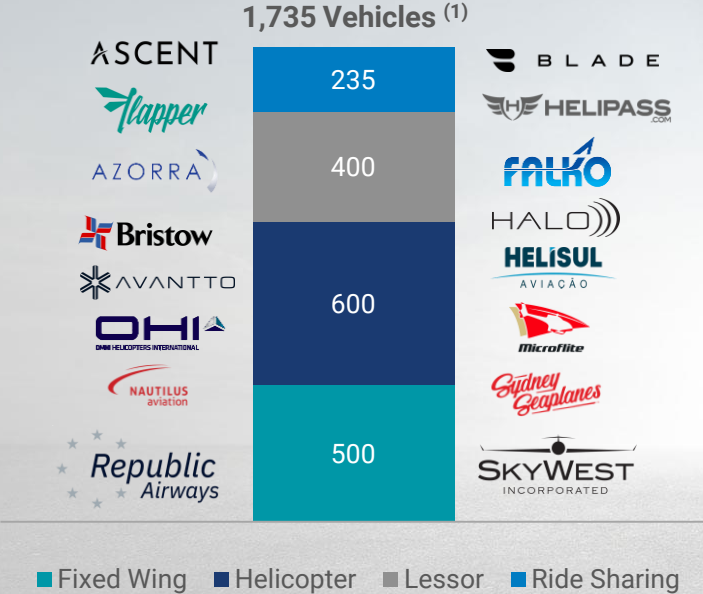 1,735 Vehicles (1)
ASCENT
BLADE
235
flapper
HELIPASS
.COM
AZORRA
400
FALKO
HALO
Bristow
HELISUL
AVIAÇÃO
AVANTTO
600
OHI
OMNI HELICOPTERS INTERNATIONAL
Microflite
NAUTILUS
aviation
Sydney
Seaplanes
500
Republic
Airways
SKYWEST
INCORPORATED
Fixed Wing Helicopter Lessor Ride Sharing